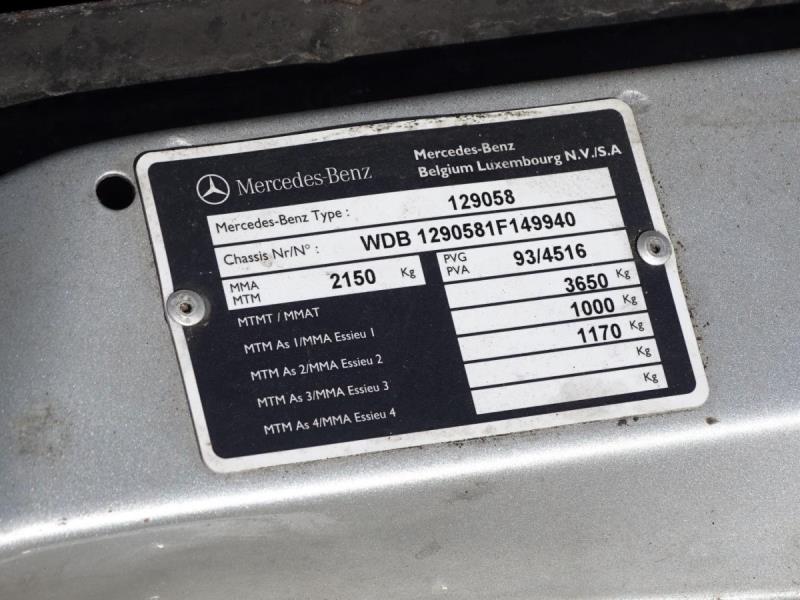 Mercedes-Benz
Mercedes-Benz
Belgium Luxembourg N.V./S.A
Mercedes-Benz Type : 129058
Chassis Nr/N° : WDB 1290581F149940
MMA
MTM 2150 Kg
PVG
PVA 93/4516
MTMT / MMAT 3650 Kg
MTM As 1/MMA Essieu 1 1000 Kg
MTM As 2/MMA Essieu 2 1170 Kg
MTM As 3/MMA Essieu 3 Kg
MTM As 4/MMA Essieu 4 Kg